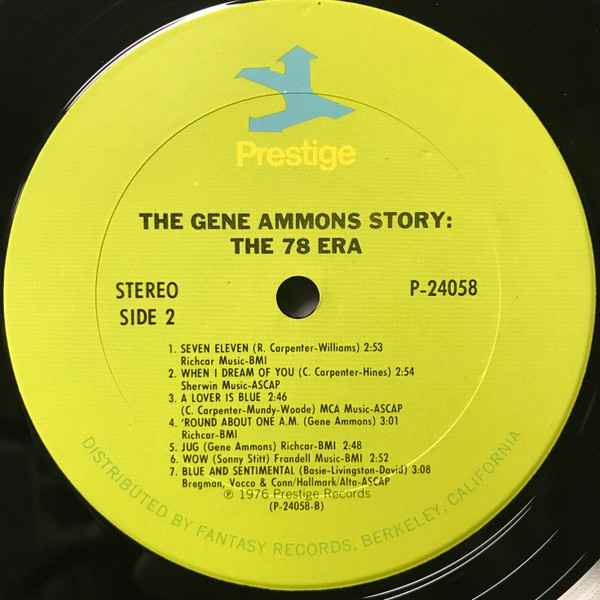 Prestige
THE GENE AMMONS STORY:
THE 78 ERA
STEREO
SIDE 2
P-24058
1. SEVEN ELEVEN (R. Carpenter-Williams) 2:53
Richcar Music-BMI
2. WHEN I DREAM OF YOU (C. Carpenter-Hines) 2:54
Sherwin Music-ASCAP
3. A LOVER IS BLUE 2:46
(C. Carpenter-Mundy-Woode) MCA Music-ASCAP
4. 'ROUND ABOUT ONE A.M. (Gene Ammons) 3:01
Richcar-BMI
5. JUG (Gene Ammons) Richcar-BMI 2:48
6. WOW (Sonny Stitt) Frandell Music-BMI 2:52
7. BLUE AND SENTIMENTAL (Basie-Livingston-David) 3:08
Bregman, Vocco & Conn/Hallmark/Alta-ASCAP
℗ 1976 Prestige Records
(P-24058-B)
DISTRIBUTED BY FANTASY RECORDS, BERKELEY, CALIFORNIA